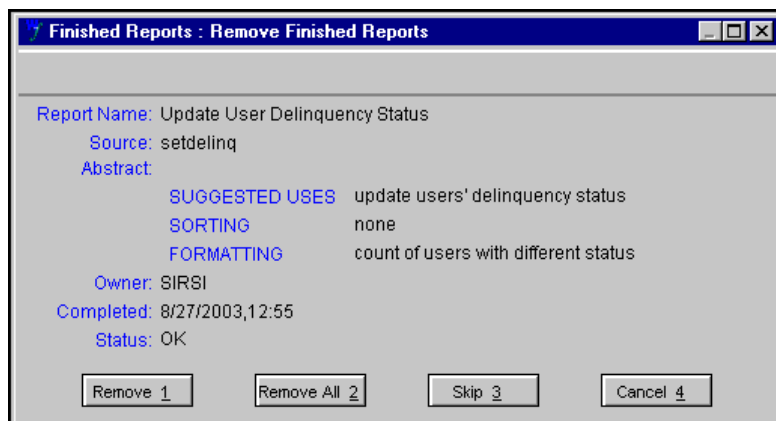 Finished Reports : Remove Finished Reports
Report Name: Update User Delinquency Status
Source: setdelinq
Abstract:
SUGGESTED USES update users' delinquency status
SORTING none
FORMATTING count of users with different status
Owner: SIRSI
Completed: 8/27/2003,12:55
Status: OK
Remove 1 Remove All 2 Skip 3 Cancel 4